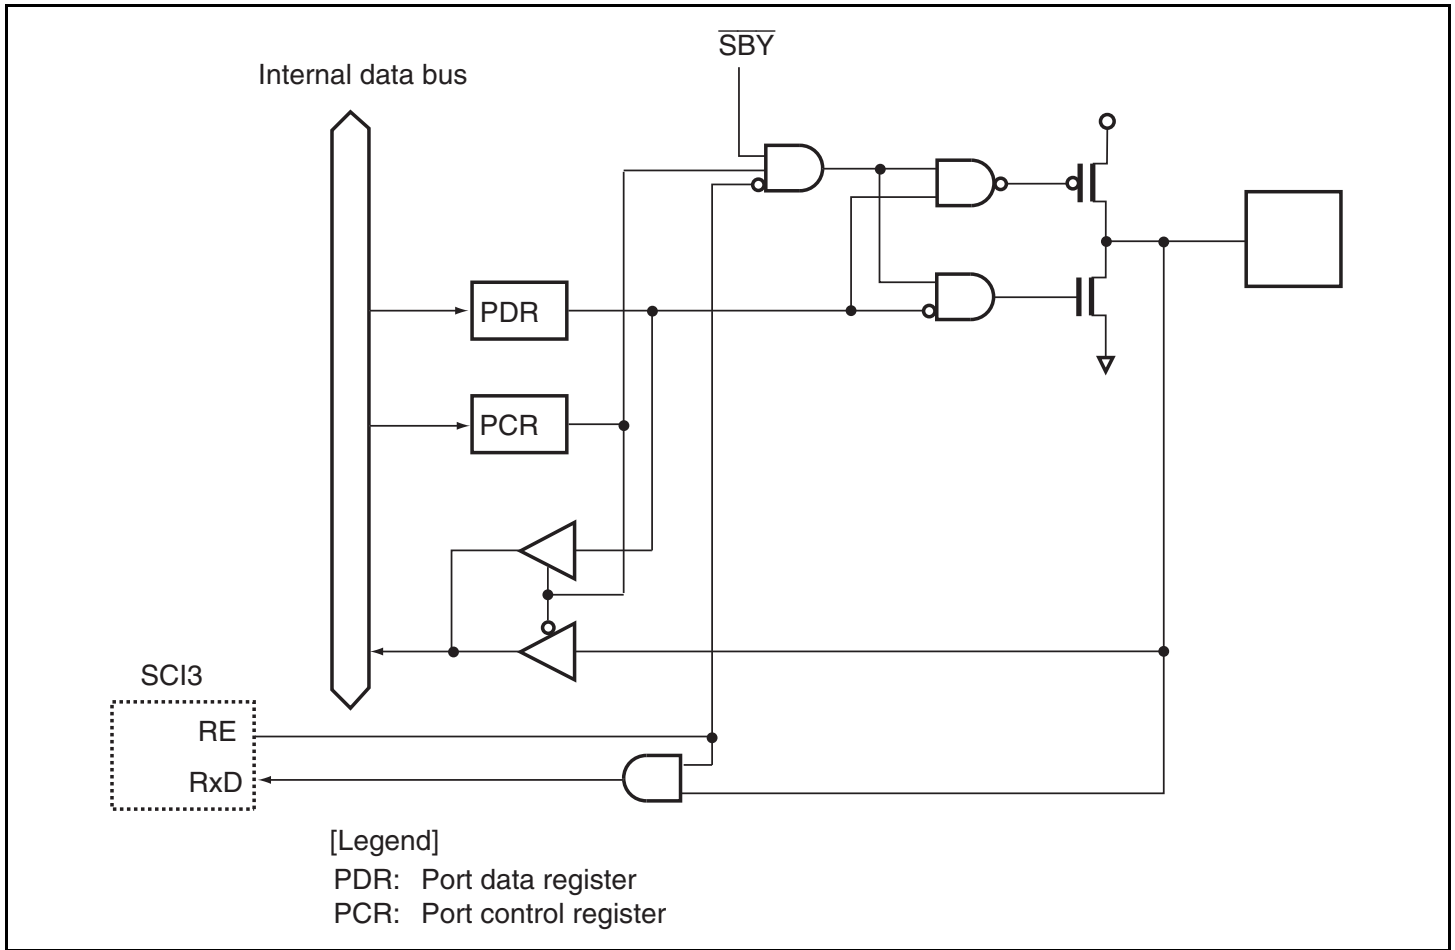 SBY
Internal data bus
PDR
PCR
SCI3
RE
RxD
[Legend]
PDR: Port data register
PCR: Port control register